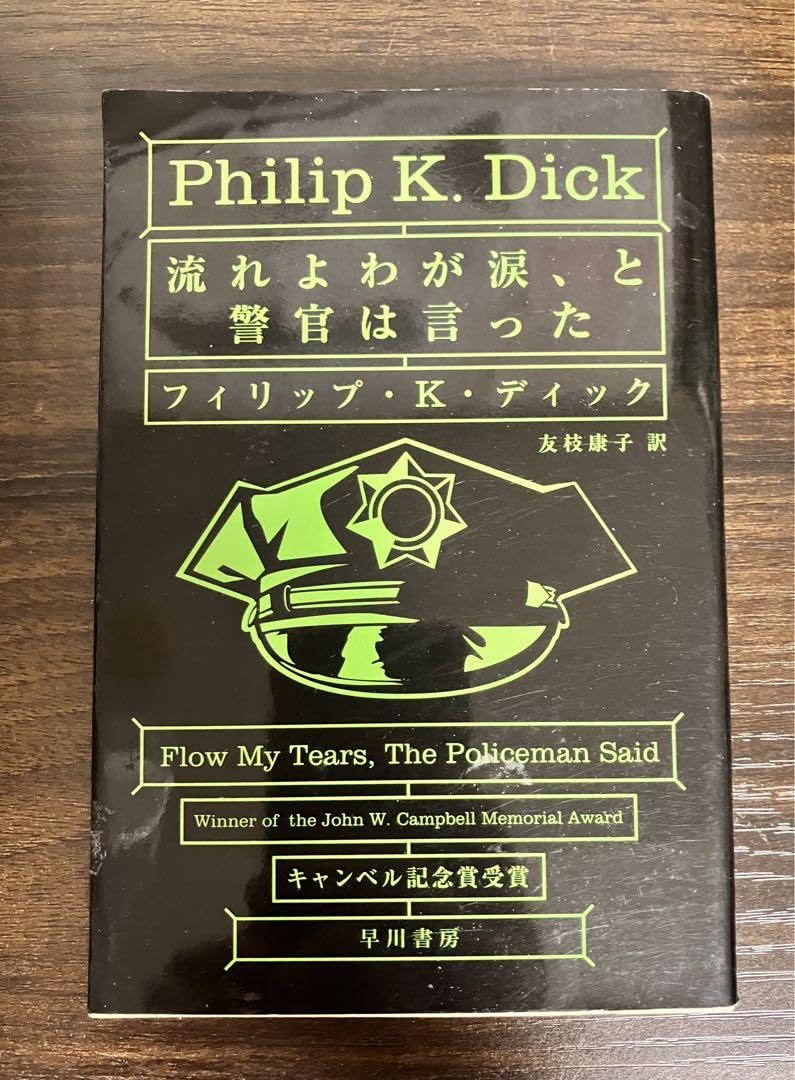 Philip K. Dick
流れよわが涙、と
警官は言った
フィリップ・K・ディック
友枝康子 訳
Flow My Tears, The Policeman Said
Winner of the John W. Campbell Memorial Award
キャンベル記念賞受賞
早川書房